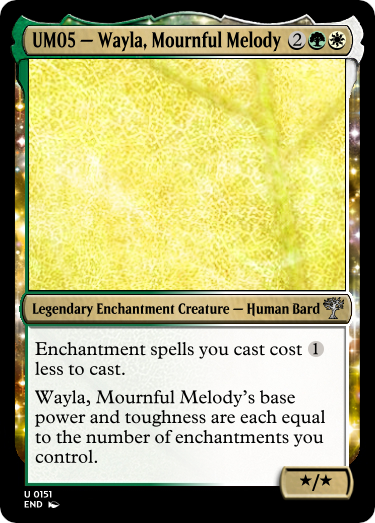 UM05 — Wayla, Mournful Melody 2
Legendary Enchantment Creature — Human Bard
Enchantment spells you cast cost 1
less to cast.
Wayla, Mournful Melody's base
power and toughness are each equal
to the number of enchantments you
control.
★/★
U 0151
END